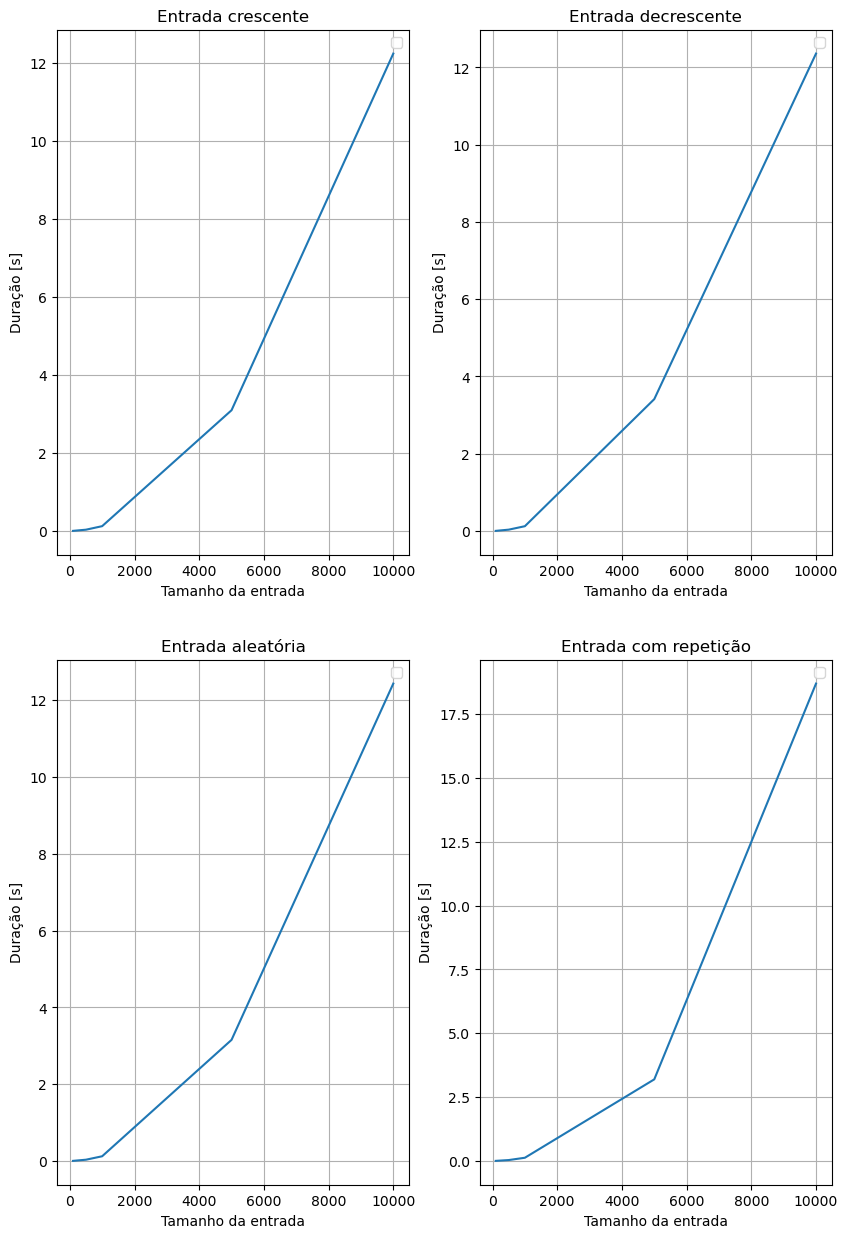 Entrada crescente
12
10
8
6
4
2
0
Duração [s]
0 2000 4000 6000 8000 10000
Tamanho da entrada
Entrada decrescente
12
10
8
6
4
2
0
Duração [s]
0 2000 4000 6000 8000 10000
Tamanho da entrada
Entrada aleatória
12
10
8
6
4
2
0
Duração [s]
0 2000 4000 6000 8000 10000
Tamanho da entrada
Entrada com repetição
17.5
15.0
12.5
10.0
7.5
5.0
2.5
0.0
Duração [s]
0 2000 4000 6000 8000 10000
Tamanho da entrada